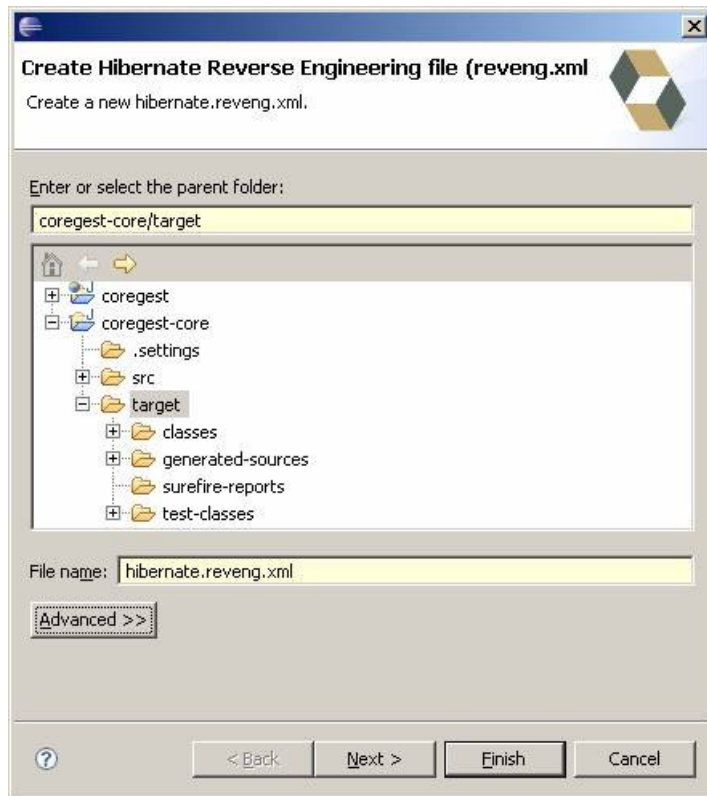 Create Hibernate Reverse Engineering file (reveng.xml
Create a new hibernate.reveng.xml.
Enter or select the parent folder:
coregest-core/target
coregest
coregest-core
.settings
src
target
classes
generated-sources
surefire-reports
test-classes
File name: hibernate.reveng.xml
Advanced >>
< Back Next > Finish Cancel